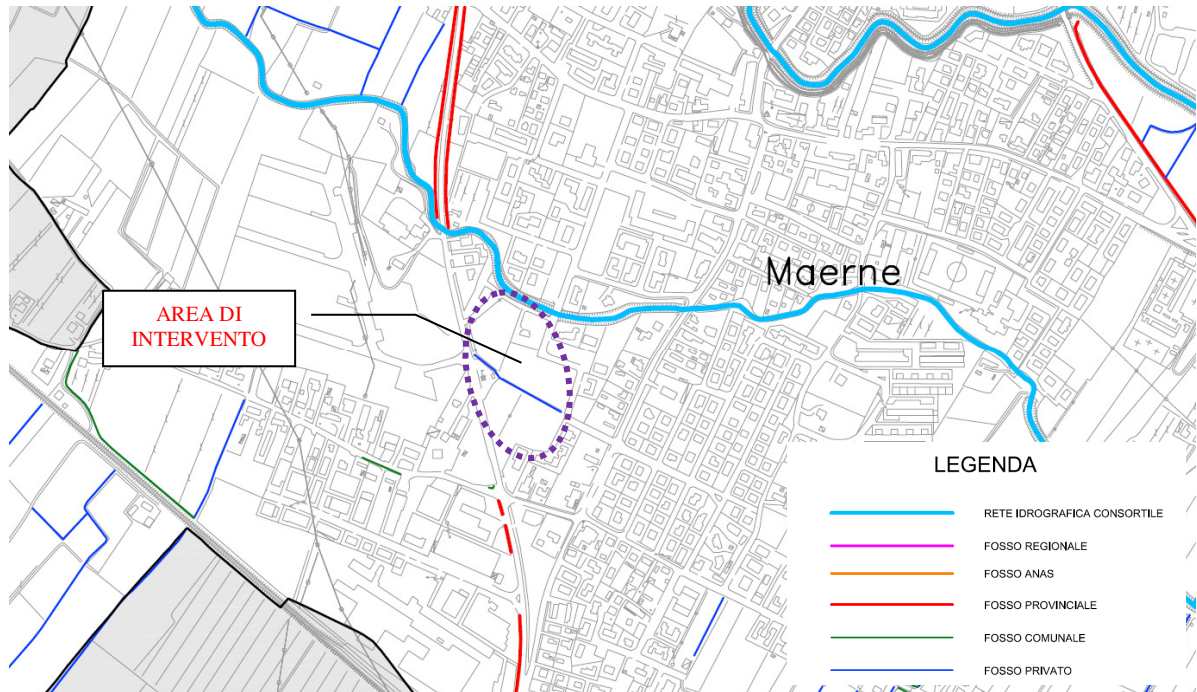 Maerne
AREA DI
INTERVENTO
LEGENDA
RETE IDROGRAFICA CONSORTILE
FOSSO REGIONALE
FOSSO ANAS
FOSSO PROVINCIALE
FOSSO COMUNALE
FOSSO PRIVATO